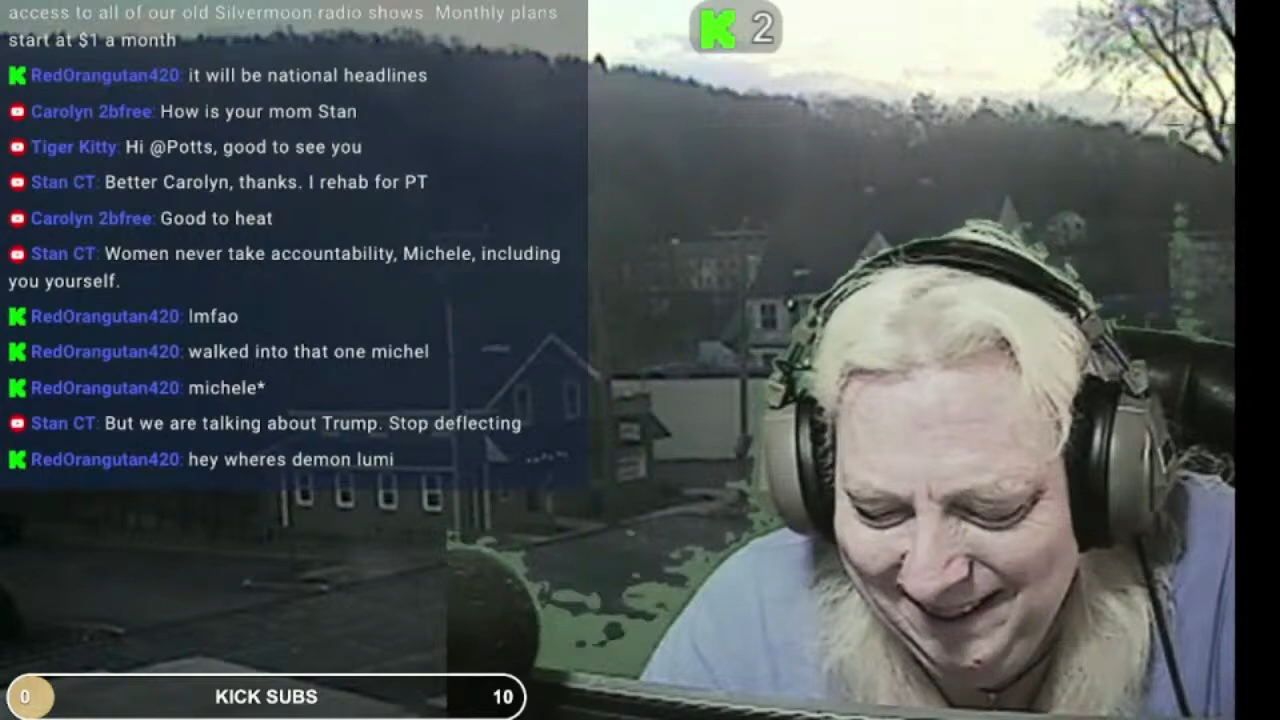 access to all of our old Silvermoon radio shows. Monthly plans
start at $1 a month
K 2
RedOrangutan420: it will be national headlines
Carolyn 2bfree: How is your mom Stan
Tiger Kitty: Hi @Potts, good to see you
Stan CT: Better Carolyn, thanks. I rehab for PT
Carolyn 2bfree: Good to heat
Stan CT: Women never take accountability, Michele, including
you yourself.
RedOrangutan420: lmfao
RedOrangutan420: walked into that one michel
RedOrangutan420: michele*
Stan CT: But we are talking about Trump. Stop deflecting
RedOrangutan420: hey wheres demon lumi
0 KICK SUBS 10